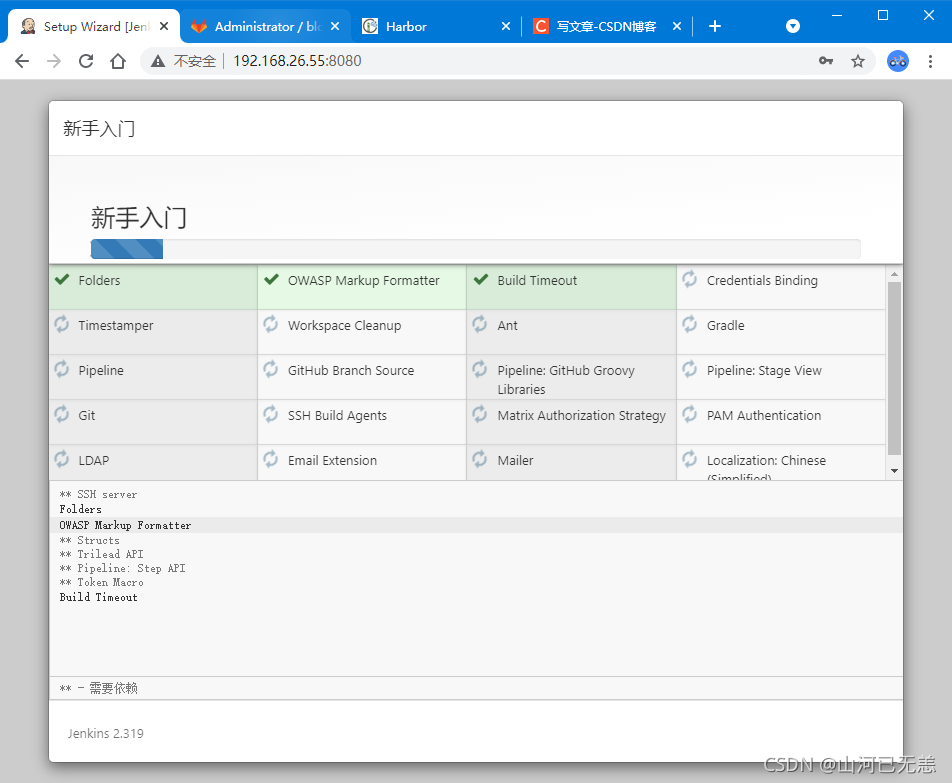 Setup Wizard [Jenk
Administrator / blo
Harbor
写文章-CSDN博客
不安全
192.168.26.55:8080
新手入门
新手入门
Folders
OWASP Markup Formatter
Build Timeout
Credentials Binding
Timestamper
Workspace Cleanup
Ant
Gradle
Pipeline
GitHub Branch Source
Pipeline: GitHub Groovy
Libraries
Pipeline: Stage View
Git
SSH Build Agents
Matrix Authorization Strategy
PAM Authentication
LDAP
Email Extension
Mailer
Localization: Chinese
(Simplified)
** SSH server
Folders
OWASP Markup Formatter
** Structs
** Trilead API
** Pipeline: Step API
** Token Macro
Build Timeout
** - 需要依赖
Jenkins 2.319
CSDN @山河已无恙